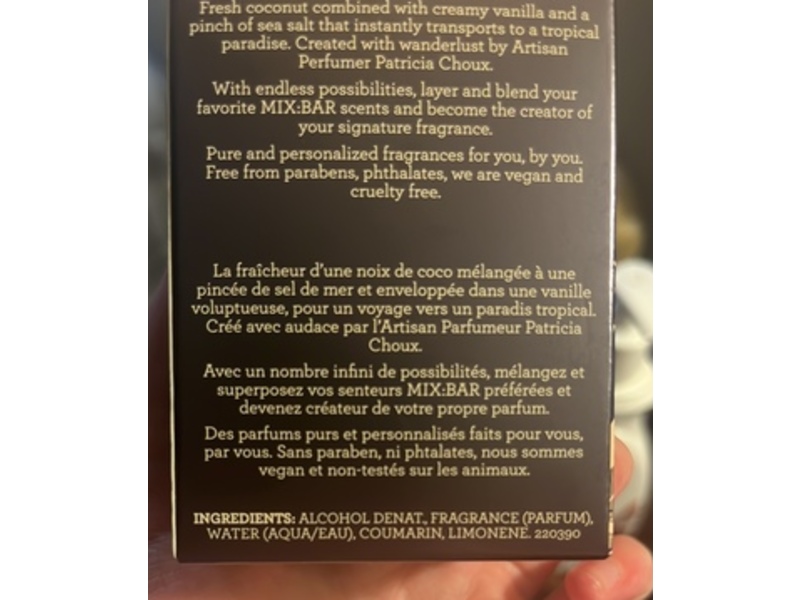 Fresh coconut combined with creamy vanilla and a
pinch of sea salt that instantly transports to a tropical
paradise. Created with wanderlust by Artisan
Perfumer Patricia Choux.
With endless possibilities, layer and blend your
favorite MIX:BAR scents and become the creator of
your signature fragrance.
Pure and personalized fragrances for you, by you.
Free from parabens, phthalates, we are vegan and
cruelty free.
La fraîcheur d'une noix de coco mélangée à une
pincée de sel de mer et enveloppée dans une vanille
voluptueuse, pour un voyage vers un paradis tropical.
Créé avec audace par l'Artisan Parfumeur Patricia
Choux.
Avec un nombre infini de possibilités, mélangez et
superposez vos senteurs MIX:BAR préférées et
devenez créateur de votre propre parfum.
Des parfums purs et personnalisés faits pour vous,
par vous. Sans paraben, ni phtalates, nous sommes
vegan et non-testés sur les animaux.
INGREDIENTS: ALCOHOL DENAT., FRAGRANCE (PARFUM),
WATER (AQUA/EAU), COUMARIN, LIMONENE. 220390